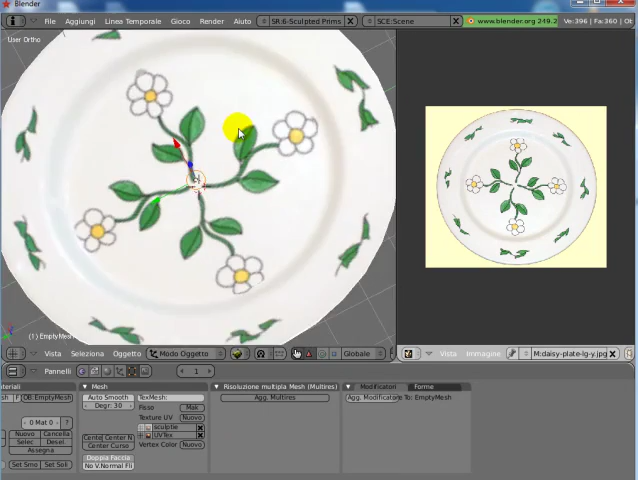 Blender
File Aggiungi Linea Temporale Gioco Render Aiuto SR:6-Sculpted Prims SCE:Scene www.blender.org 249.2 Ve:396 | Fa:360 | Ob
User Ortho
(1) EmptyMesh
Vista Seleziona Oggetto Modo Oggetto Globale Vista Immagine M:daisy-plate-lg-y.jpg
Pannelli 1
Mesh Risoluzione multipla Mesh (Multires) Modificatori Forme
F OB:EmptyMesh Auto Smooth TexMesh: Agg. Multires Agg. Modificatore To: EmptyMesh
Degr: 30 Fisso Mak
0 Mat 0 ? Texture UV Nuovo
Nuovo Cancella sculptie
Selec Desel Cente Center N UVTex
Assegna Center Curso Vertex Color Nuovo
Doppia Faccia
Set Smo Set Soli No V.Normal Fli